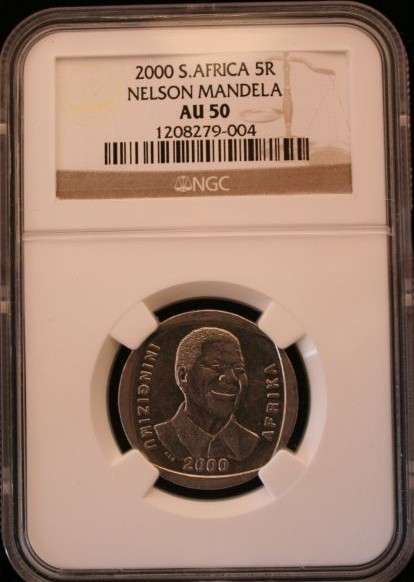 2000 S.AFRICA 5R
NELSON MANDELA
AU 50
1208279-004
NGC
ININGIZIMU
AFRIKA
2000